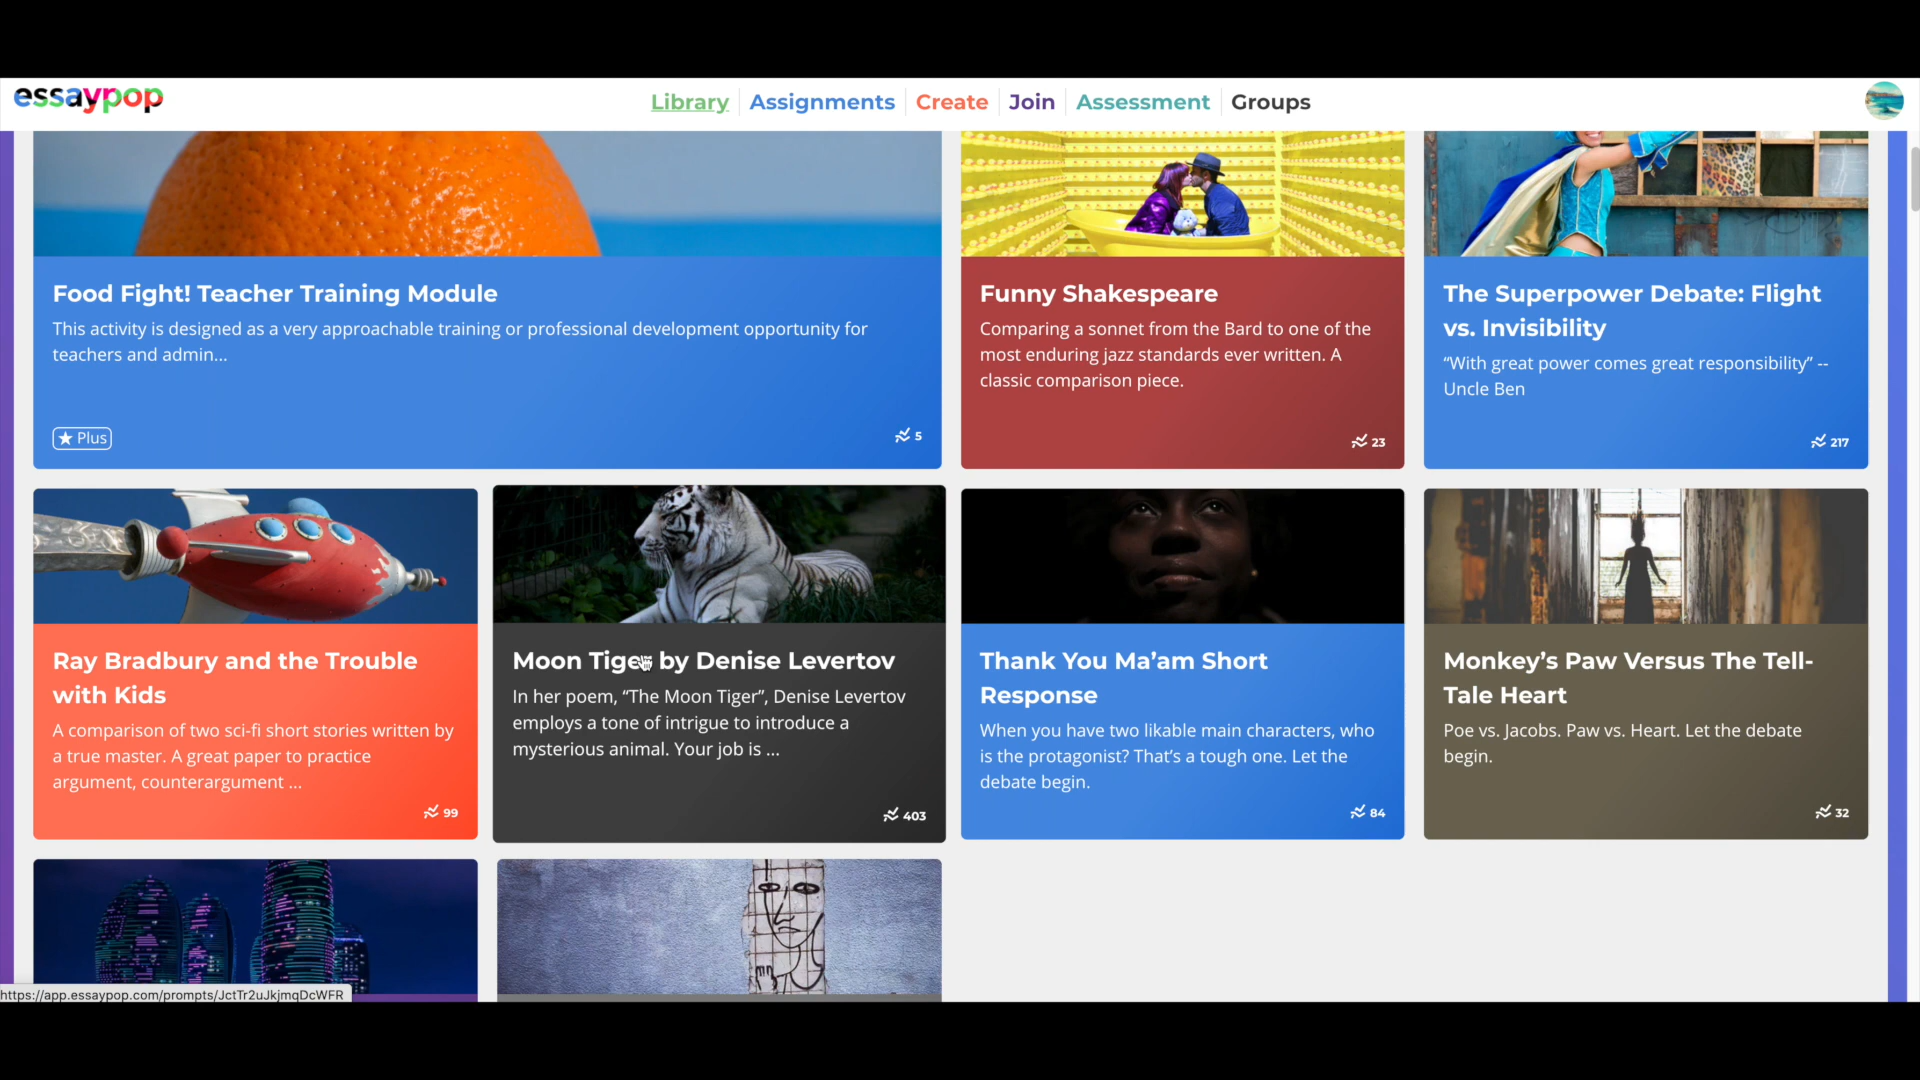 essaypop
Library
Assignments
Create
Join
Assessment
Groups
Food Fight! Teacher Training Module
This activity is designed as a very approachable training or professional development opportunity for
teachers and admin...
Plus
5
Funny Shakespeare
Comparing a sonnet from the Bard to one of the
most enduring jazz standards ever written. A
classic comparison piece.
23
The Superpower Debate: Flight
vs. Invisibility
“With great power comes great responsibility” --
Uncle Ben
217
Ray Bradbury and the Trouble
with Kids
A comparison of two sci-fi short stories written by
a true master. A great paper to practice
argument, counterargument ...
99
Moon Tiger by Denise Levertov
In her poem, “The Moon Tiger”, Denise Levertov
employs a tone of intrigue to introduce a
mysterious animal. Your job is ...
403
Thank You Ma’am Short
Response
When you have two likable main characters, who
is the protagonist? That’s a tough one. Let the
debate begin.
84
Monkey’s Paw Versus The Tell-
Tale Heart
Poe vs. Jacobs. Paw vs. Heart. Let the debate
begin.
32
https://app.essaypop.com/prompts/JctTr2uJkjmqDcWFR